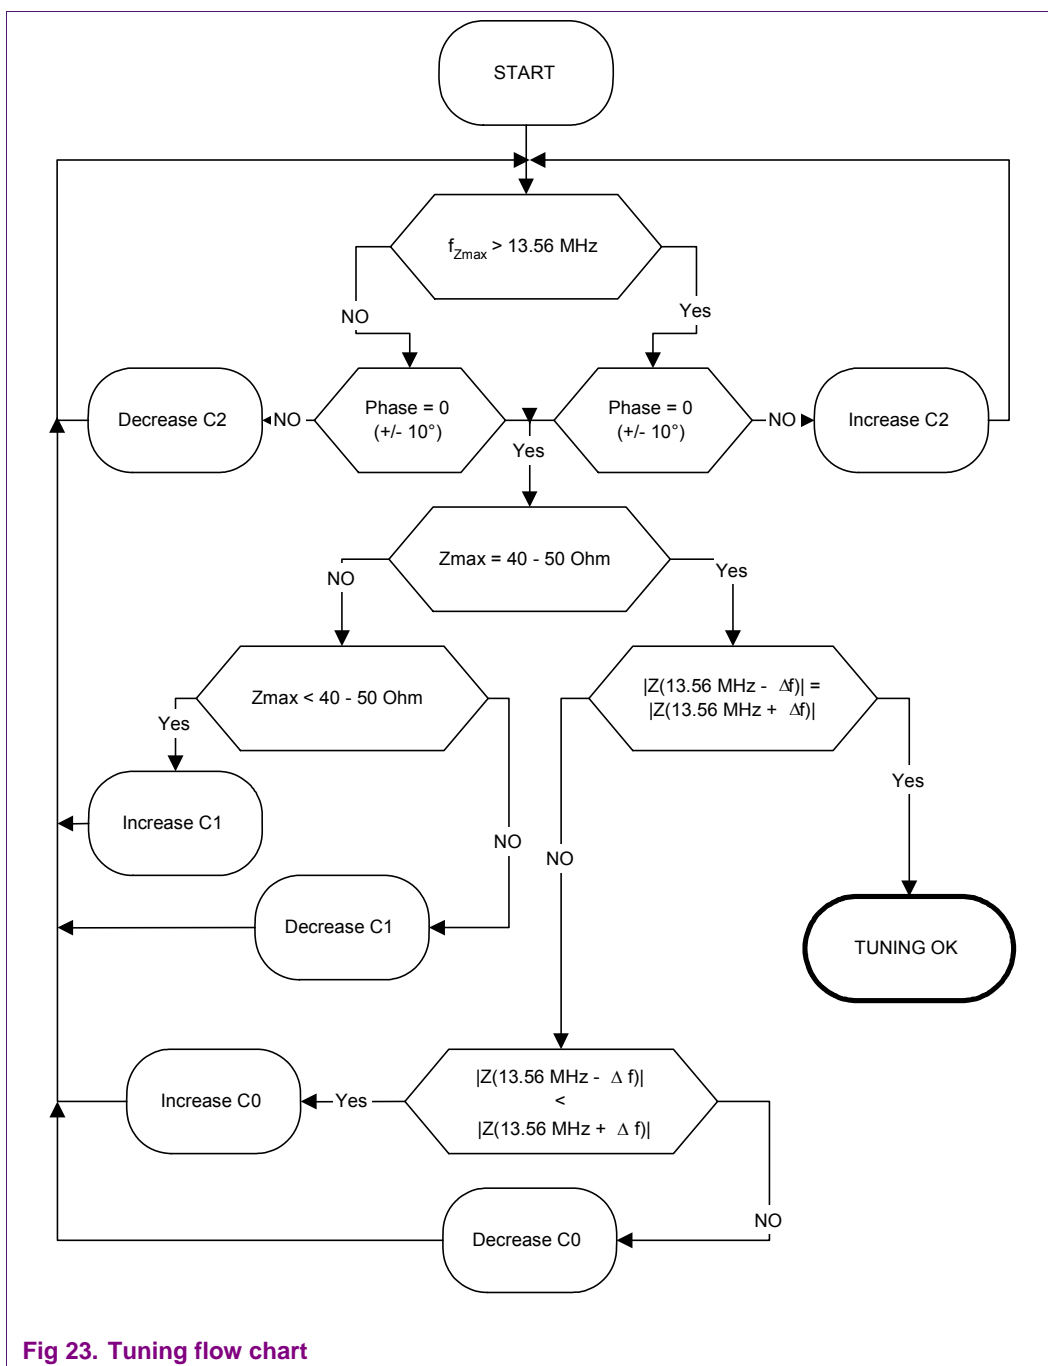 START
f_Zmax > 13.56 MHz
NO
Yes
Decrease C2
NO
Phase = 0
(+/- 10°)
Yes
Phase = 0
(+/- 10°)
NO
Increase C2
Zmax = 40 - 50 Ohm
NO
Yes
Zmax < 40 - 50 Ohm
|Z(13.56 MHz - Δf)| =
|Z(13.56 MHz + Δf)|
Yes
Yes
Increase C1
NO
NO
Decrease C1
TUNING OK
Increase C0
Yes
|Z(13.56 MHz - Δ f)|
<
|Z(13.56 MHz + Δ f)|
NO
Decrease C0
Fig 23. Tuning flow chart